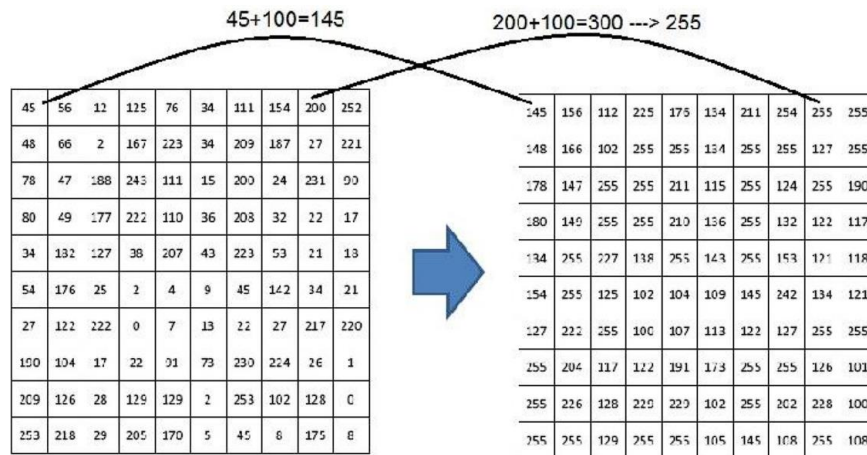 45+100=145
200+100=300 ---> 255
45 56 12 125 76 34 111 154 200 252
48 66 2 167 223 34 209 187 27 221
78 47 188 243 111 15 200 24 231 90
80 49 177 222 110 36 208 32 22 17
34 182 127 38 207 43 223 53 21 18
54 176 25 2 4 9 45 142 34 21
27 122 222 0 7 13 22 27 217 220
190 104 17 22 91 73 230 224 26 1
209 126 28 129 129 2 253 102 128 0
253 218 29 205 170 5 45 8 175 8
145 156 112 225 176 134 211 254 255 255
148 166 102 255 255 134 255 255 127 255
178 147 255 255 211 115 255 124 255 190
180 149 255 255 210 136 255 132 122 117
134 255 227 138 255 143 255 153 121 118
154 255 125 102 104 109 145 242 134 121
127 222 255 100 107 113 122 127 255 255
255 204 117 122 191 173 255 255 126 101
255 226 128 229 229 102 255 202 228 100
255 255 129 255 255 105 145 108 255 108